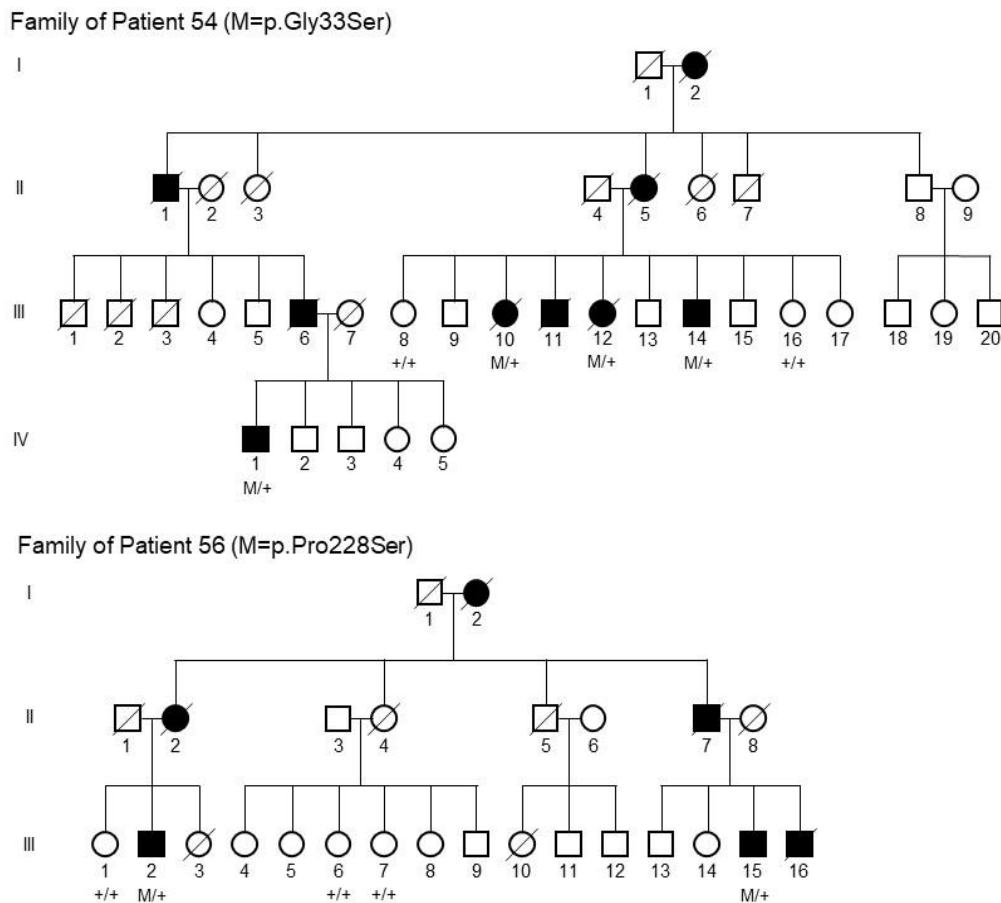 Family of Patient 54 (M=p.Gly33Ser)
I
1 2
II
1 2 3 4 5 6 7 8 9
III
1 2 3 4 5 6 7 8 9 10 11 12 13 14 15 16 17 18 19 20
+/+ M/+ M/+ M/+ +/+
IV
1 2 3 4 5
M/+
Family of Patient 56 (M=p.Pro228Ser)
I
1 2
II
1 2 3 4 5 6 7 8
III
1 2 3 4 5 6 7 8 9 10 11 12 13 14 15 16
+/+ M/+ +/+ +/+ M/+